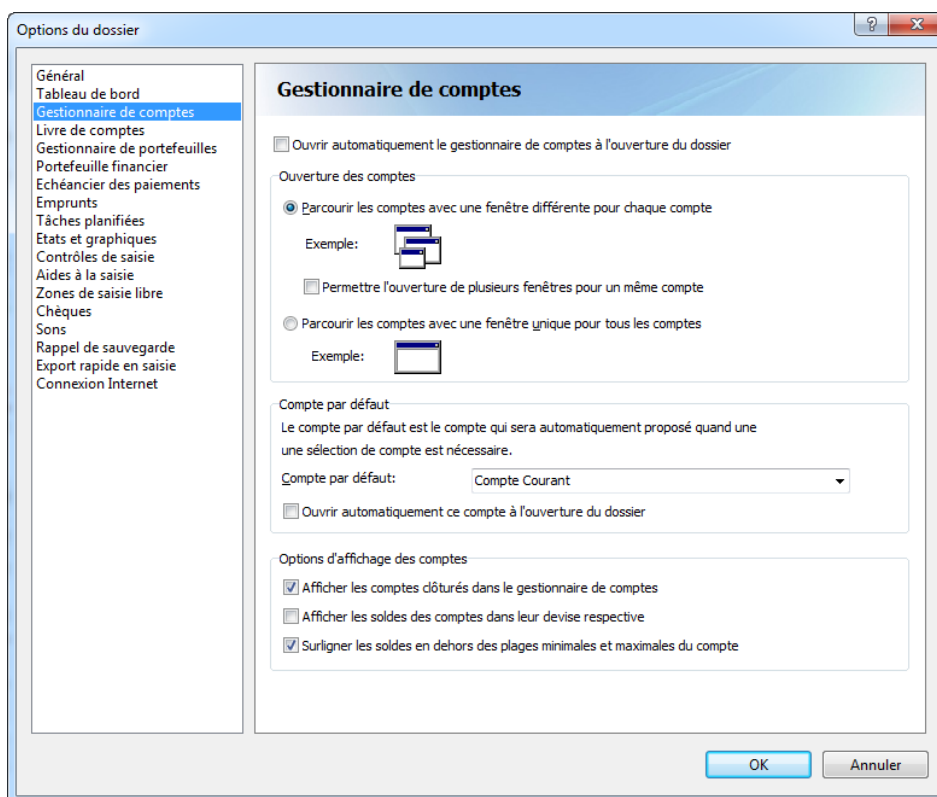 Options du dossier
Général
Tableau de bord
Gestionnaire de comptes
Livre de comptes
Gestionnaire de portefeuilles
Portefeuille financier
Echéancier des paiements
Emprunts
Tâches planifiées
Etats et graphiques
Contrôles de saisie
Aides à la saisie
Zones de saisie libre
Chèques
Sons
Rappel de sauvegarde
Export rapide en saisie
Connexion Internet
Gestionnaire de comptes
Ouvrir automatiquement le gestionnaire de comptes à l'ouverture du dossier
Ouverture des comptes
Parcourir les comptes avec une fenêtre différente pour chaque compte
Exemple:
Permettre l'ouverture de plusieurs fenêtres pour un même compte
Parcourir les comptes avec une fenêtre unique pour tous les comptes
Exemple:
Compte par défaut
Le compte par défaut est le compte qui sera automatiquement proposé quand une
une sélection de compte est nécessaire.
Compte par défaut: Compte Courant
Ouvrir automatiquement ce compte à l'ouverture du dossier
Options d'affichage des comptes
Afficher les comptes clôturés dans le gestionnaire de comptes
Afficher les soldes des comptes dans leur devise respective
Surligner les soldes en dehors des plages minimales et maximales du compte
OK Annuler